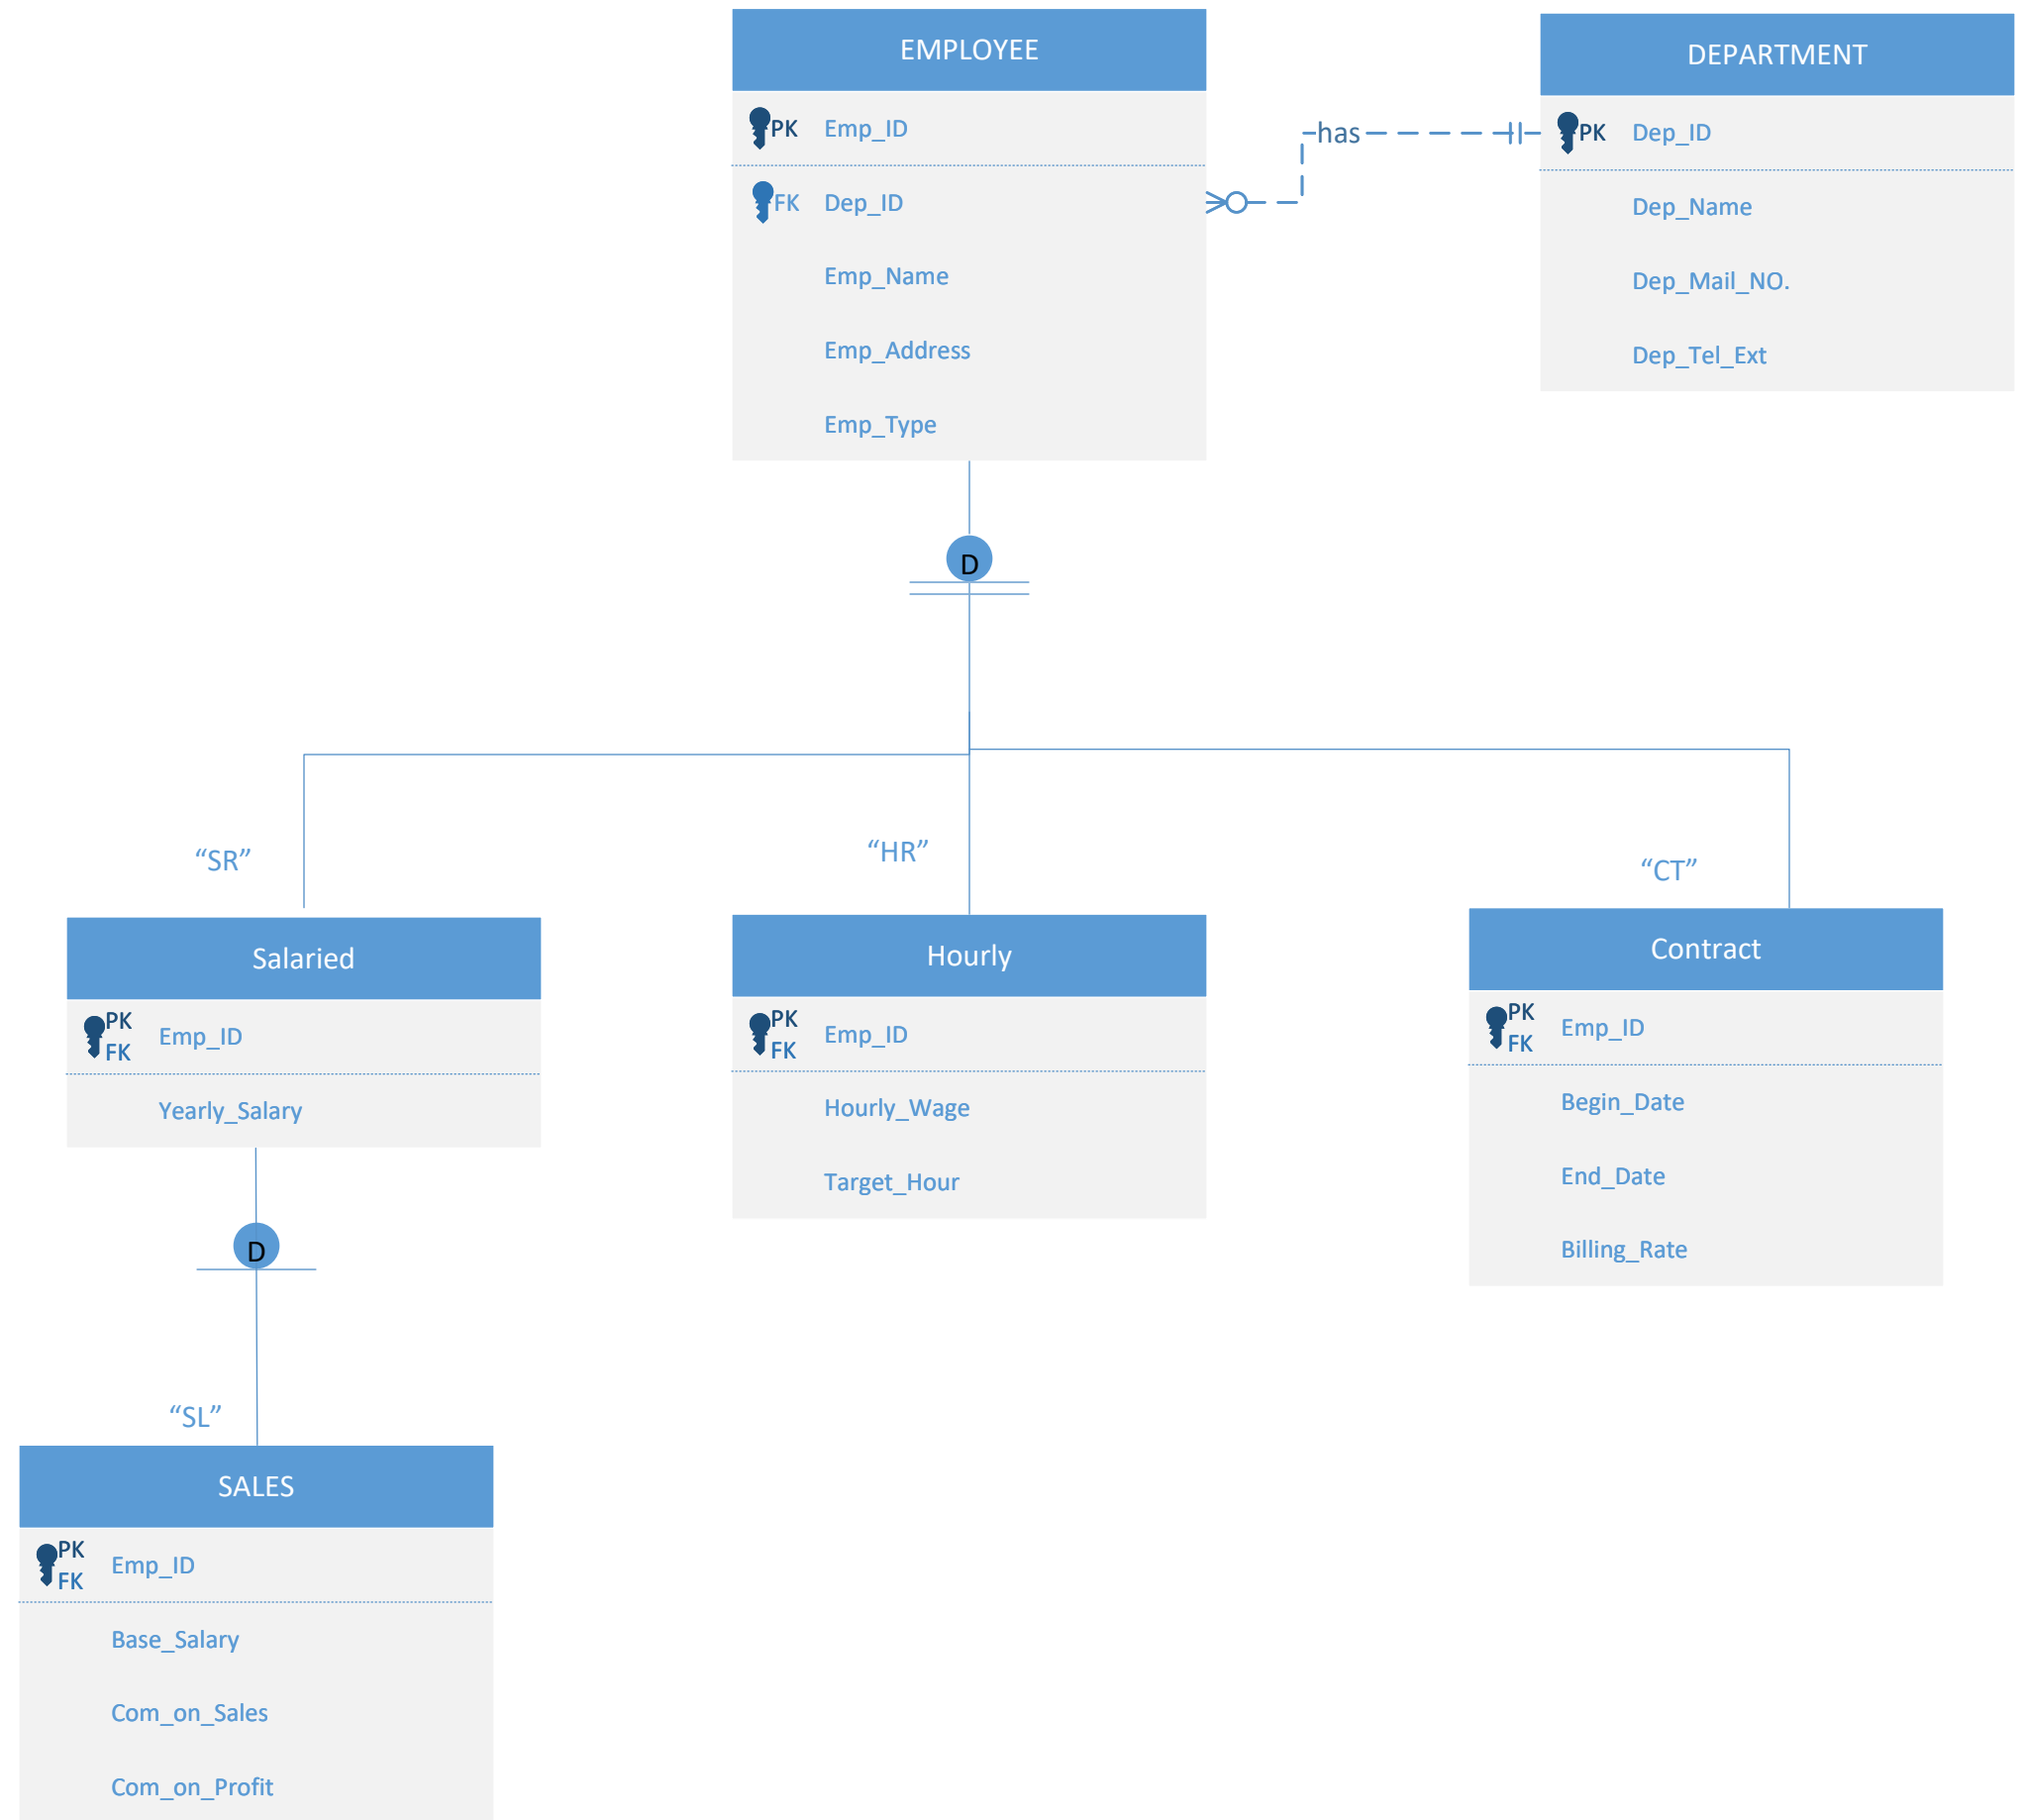 EMPLOYEE
PK Emp_ID
FK Dep_ID
Emp_Name
Emp_Address
Emp_Type
has
DEPARTMENT
PK Dep_ID
Dep_Name
Dep_Mail_NO.
Dep_Tel_Ext
D
“SR”
“HR”
“CT”
Salaried
PK
FK Emp_ID
Yearly_Salary
Hourly
PK
FK Emp_ID
Hourly_Wage
Target_Hour
Contract
PK
FK Emp_ID
Begin_Date
End_Date
Billing_Rate
D
“SL”
SALES
PK
FK Emp_ID
Base_Salary
Com_on_Sales
Com_on_Profit